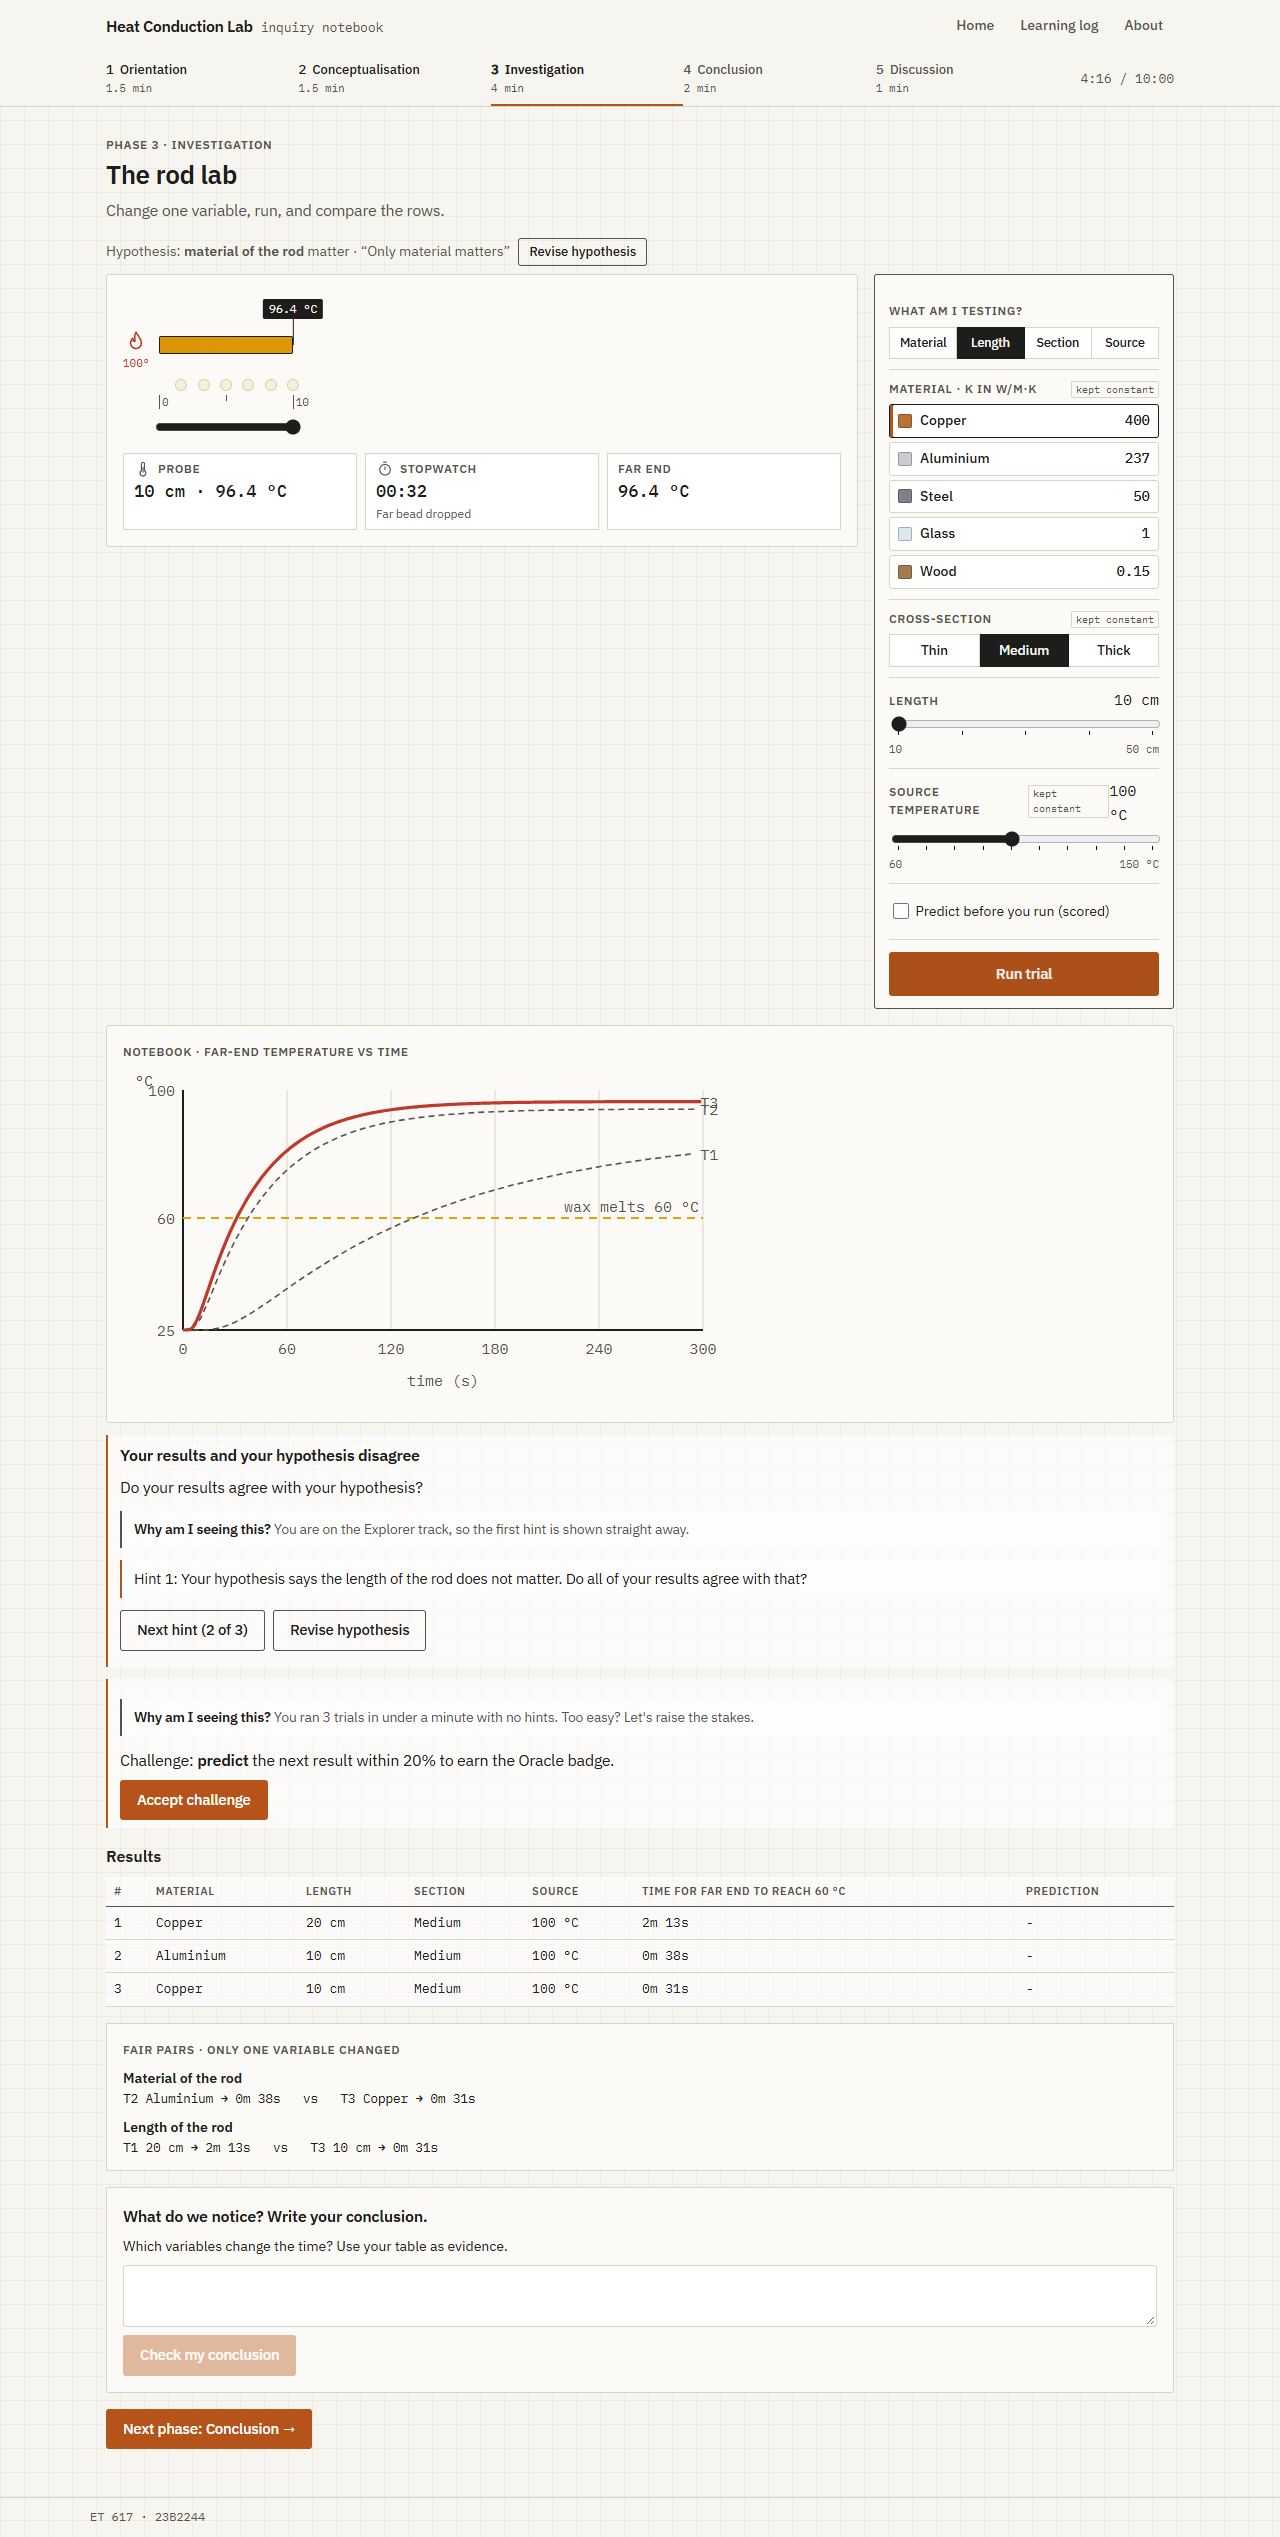 Heat Conduction Lab inquiry notebook
Home Learning log About
1 Orientation
1.5 min
2 Conceptualisation
1.5 min
3 Investigation
4 min
4 Conclusion
2 min
5 Discussion
1 min
4:16 / 10:00
PHASE 3 · INVESTIGATION
The rod lab
Change one variable, run, and compare the rows.
Hypothesis: material of the rod matter · “Only material matters” Revise hypothesis
96.4 °C
100°
0 10
PROBE
10 cm · 96.4 °C
STOPWATCH
00:32
Far bead dropped
FAR END
96.4 °C
WHAT AM I TESTING?
Material Length Section Source
MATERIAL · K IN W/M·K kept constant
Copper 400
Aluminium 237
Steel 50
Glass 1
Wood 0.15
CROSS-SECTION kept constant
Thin Medium Thick
LENGTH 10 cm
10 50 cm
SOURCE TEMPERATURE kept constant 100 °C
60 150 °C
Predict before you run (scored)
Run trial
NOTEBOOK · FAR-END TEMPERATURE VS TIME
°C
100
T3
T2
T1
wax melts 60 °C
60
25
0 60 120 180 240 300
time (s)
Your results and your hypothesis disagree
Do your results agree with your hypothesis?
Why am I seeing this? You are on the Explorer track, so the first hint is shown straight away.
Hint 1: Your hypothesis says the length of the rod does not matter. Do all of your results agree with that?
Next hint (2 of 3) Revise hypothesis
Why am I seeing this? You ran 3 trials in under a minute with no hints. Too easy? Let's raise the stakes.
Challenge: predict the next result within 20% to earn the Oracle badge.
Accept challenge
Results
# MATERIAL LENGTH SECTION SOURCE TIME FOR FAR END TO REACH 60 °C PREDICTION
1 Copper 20 cm Medium 100 °C 2m 13s -
2 Aluminium 10 cm Medium 100 °C 0m 38s -
3 Copper 10 cm Medium 100 °C 0m 31s -
FAIR PAIRS · ONLY ONE VARIABLE CHANGED
Material of the rod
T2 Aluminium → 0m 38s vs T3 Copper → 0m 31s
Length of the rod
T1 20 cm → 2m 13s vs T3 10 cm → 0m 31s
What do we notice? Write your conclusion.
Which variables change the time? Use your table as evidence.
Check my conclusion
Next phase: Conclusion →
ET 617 · 23B2244